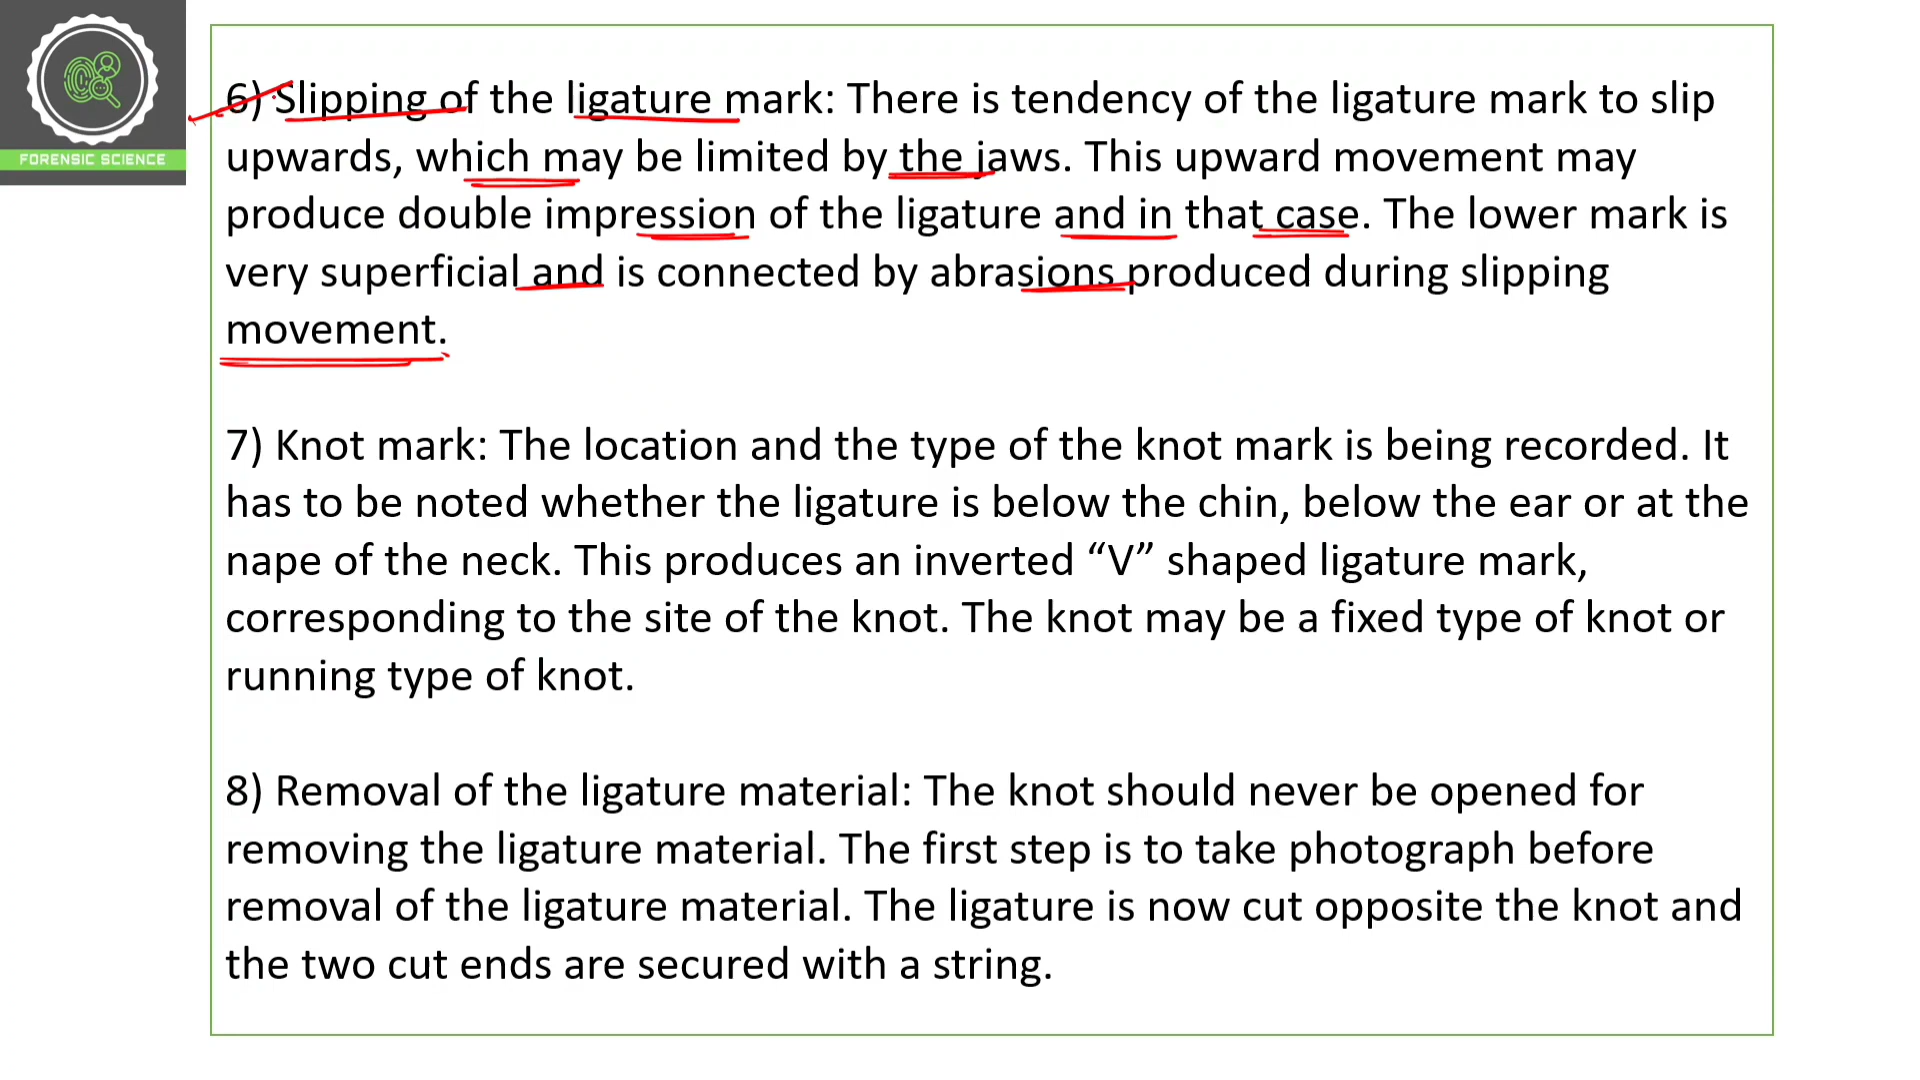 FORENSIC SCIENCE
6) Slipping of the ligature mark: There is tendency of the ligature mark to slip
upwards, which may be limited by the jaws. This upward movement may
produce double impression of the ligature and in that case. The lower mark is
very superficial and is connected by abrasions produced during slipping
movement.
7) Knot mark: The location and the type of the knot mark is being recorded. It
has to be noted whether the ligature is below the chin, below the ear or at the
nape of the neck. This produces an inverted “V” shaped ligature mark,
corresponding to the site of the knot. The knot may be a fixed type of knot or
running type of knot.
8) Removal of the ligature material: The knot should never be opened for
removing the ligature material. The first step is to take photograph before
removal of the ligature material. The ligature is now cut opposite the knot and
the two cut ends are secured with a string.